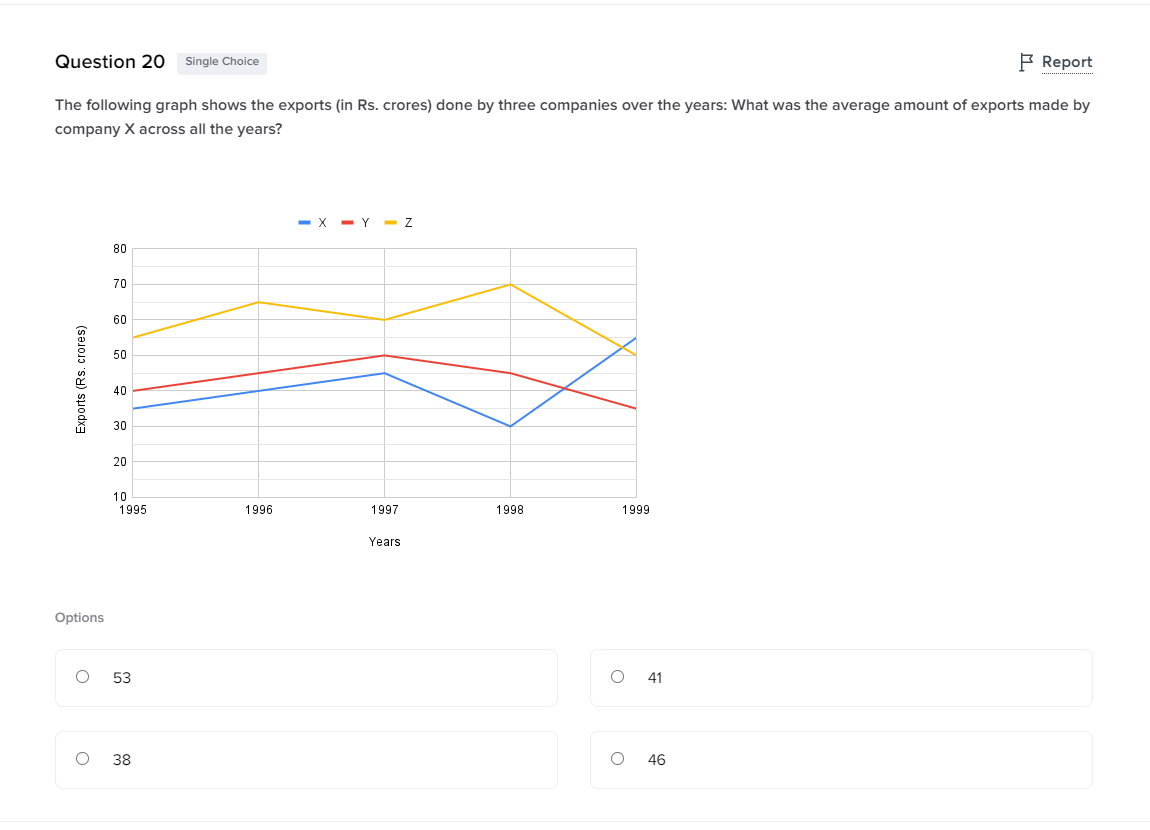 Question 20 Single Choice Report
The following graph shows the exports (in Rs. crores) done by three companies over the years: What was the average amount of exports made by
company X across all the years?
X Y Z
80
70
60
50
40
30
20
10
Exports (Rs. crores)
1995 1996 1997 1998 1999
Years
Options
53 41
38 46